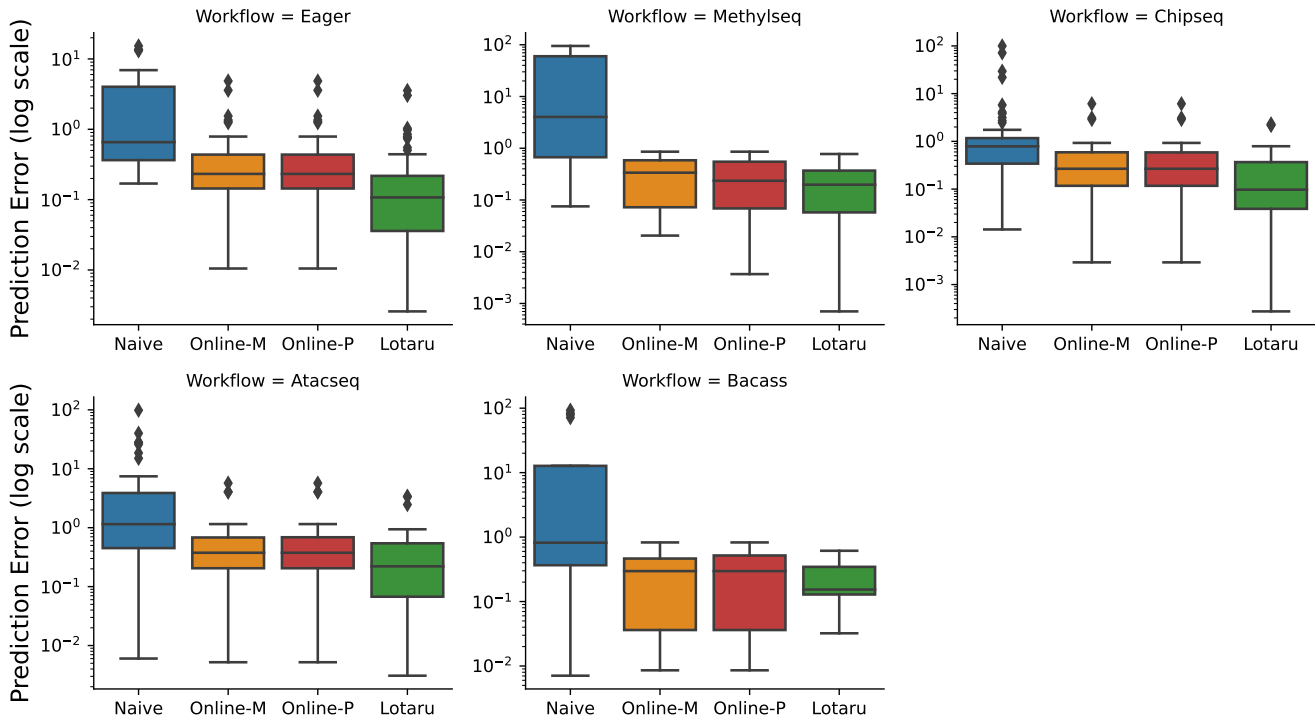 Workflow = Eager
Prediction Error (log scale)
10^1
10^0
10^-1
10^-2
Naive Online-M Online-P Lotaru
Workflow = Methylseq
10^2
10^1
10^0
10^-1
10^-2
10^-3
Naive Online-M Online-P Lotaru
Workflow = Chipseq
10^2
10^1
10^0
10^-1
10^-2
10^-3
Naive Online-M Online-P Lotaru
Workflow = Atacseq
Prediction Error (log scale)
10^2
10^1
10^0
10^-1
10^-2
Naive Online-M Online-P Lotaru
Workflow = Bacass
10^2
10^1
10^0
10^-1
10^-2
Naive Online-M Online-P Lotaru